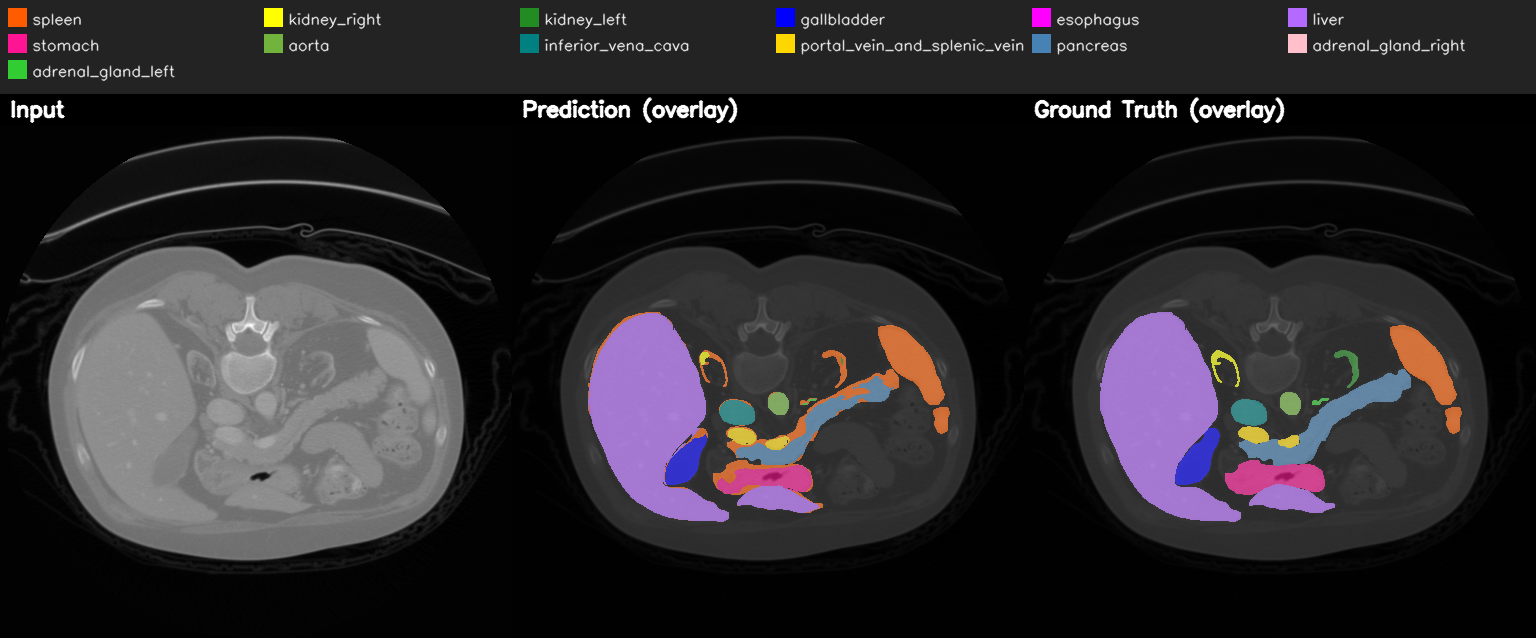 spleen kidney_right kidney_left gallbladder esophagus liver
stomach aorta inferior_vena_cava portal_vein_and_splenic_vein pancreas adrenal_gland_right
adrenal_gland_left
Input Prediction (overlay) Ground Truth (overlay)